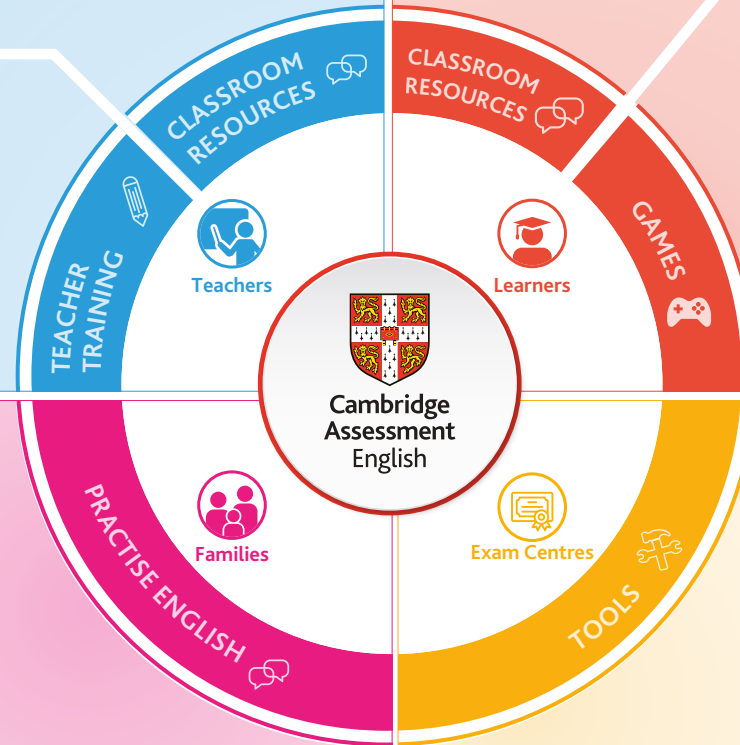 CLASSROOM
RESOURCES
CLASSROOM
RESOURCES
TEACHER
TRAINING
GAMES
Teachers
Learners
Cambridge
Assessment
English
PRACTISE ENGLISH
Families
Exam Centres
TOOLS